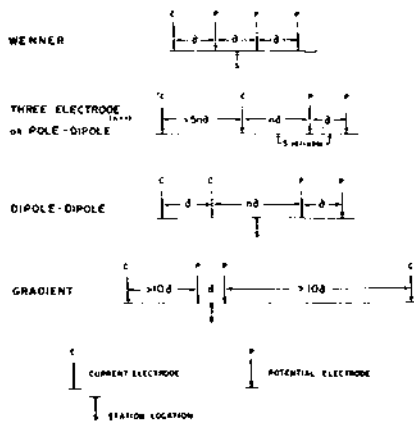 C P P P
WENNER
a a a
S
THREE ELECTRODE
OR POLE-DIPOLE
C C P P
>5na na a
C C P P
DIPOLE-DIPOLE
a na a
S
C P P C
GRADIENT
>10a a >10a
S
C CURRENT ELECTRODE
P POTENTIAL ELECTRODE
S STATION LOCATION